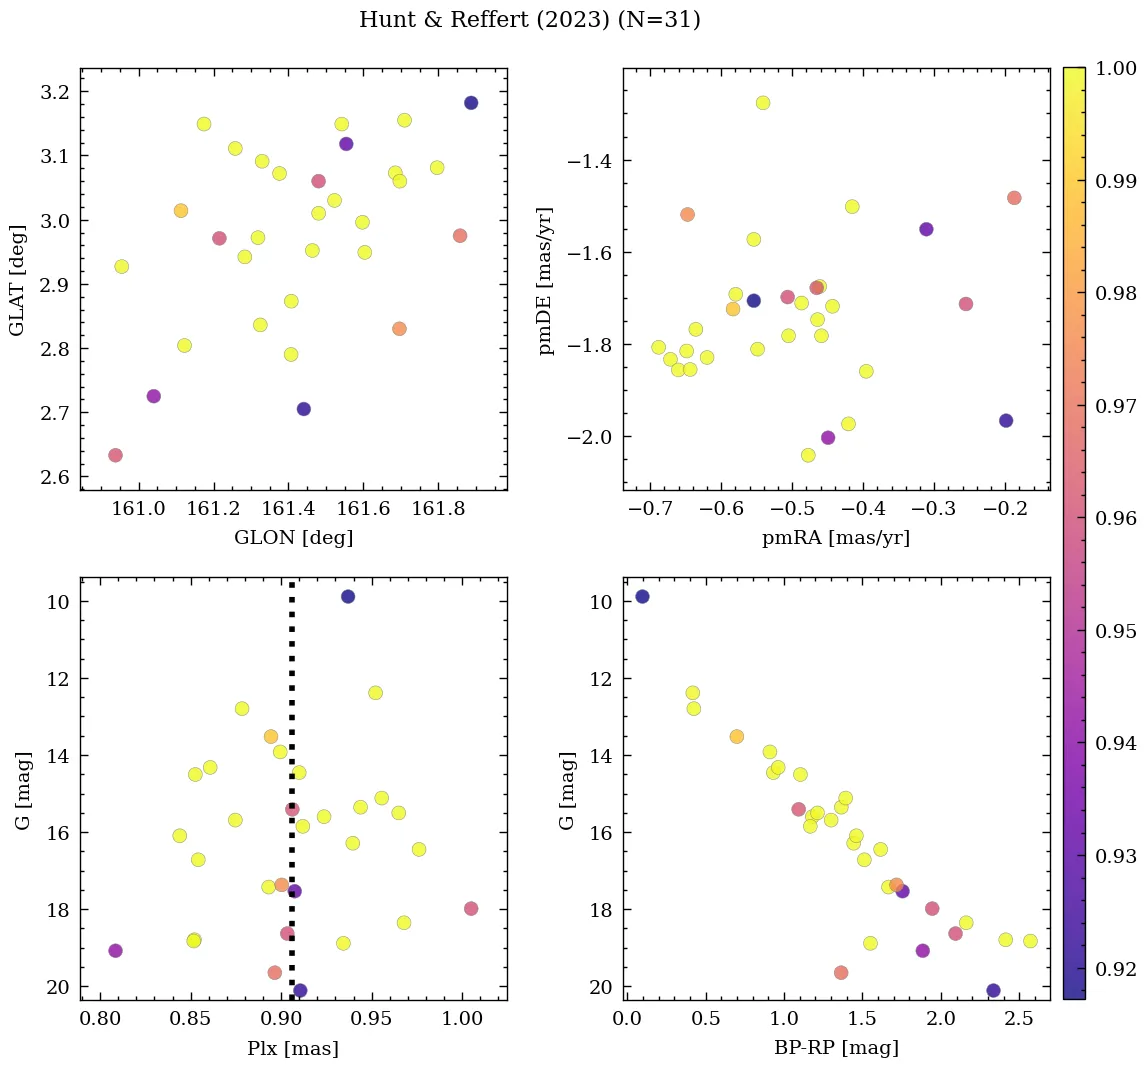 Hunt & Reffert (2023) (N=31)
3.2
3.1
3.0
2.9
2.8
2.7
2.6
GLAT [deg]
161.0 161.2 161.4 161.6 161.8
GLON [deg]
−1.4
−1.6
−1.8
−2.0
pmDE [mas/yr]
−0.7 −0.6 −0.5 −0.4 −0.3 −0.2
pmRA [mas/yr]
10
12
14
16
18
20
G [mag]
0.80 0.85 0.90 0.95 1.00
Plx [mas]
10
12
14
16
18
20
G [mag]
0.0 0.5 1.0 1.5 2.0 2.5
BP-RP [mag]
1.00
0.99
0.98
0.97
0.96
0.95
0.94
0.93
0.92